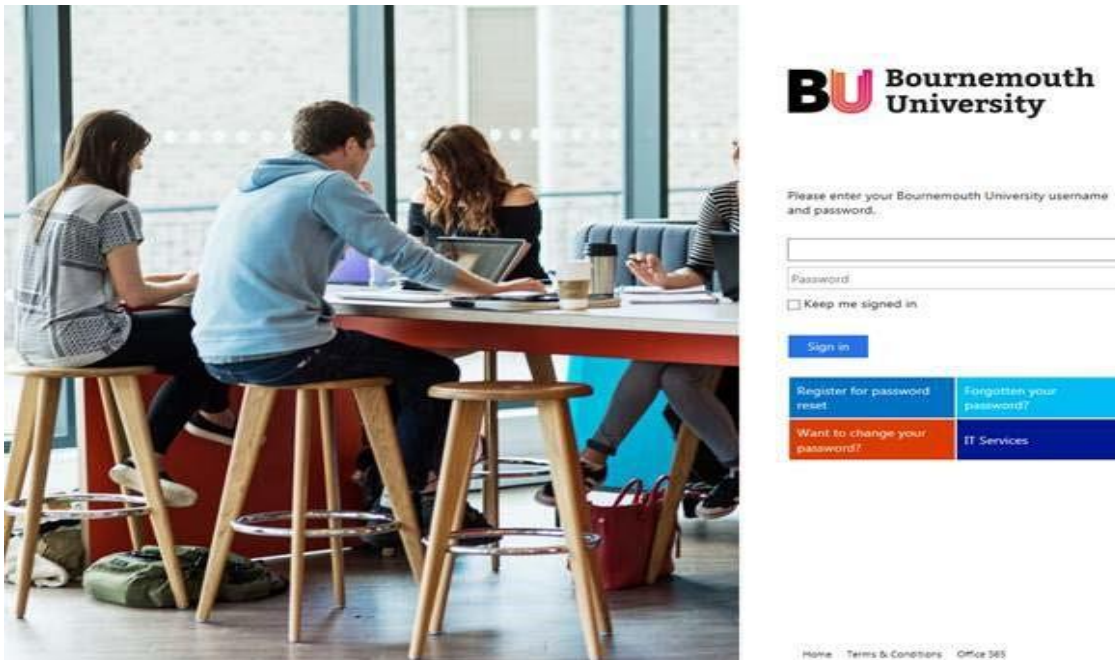 BU Bournemouth
University
Please enter your Bournemouth University username
and password.
Password
Keep me signed in
Sign in
Register for password
reset
Forgotten your
password?
Want to change your
password?
IT Services
Home Terms & Conditions Office 365